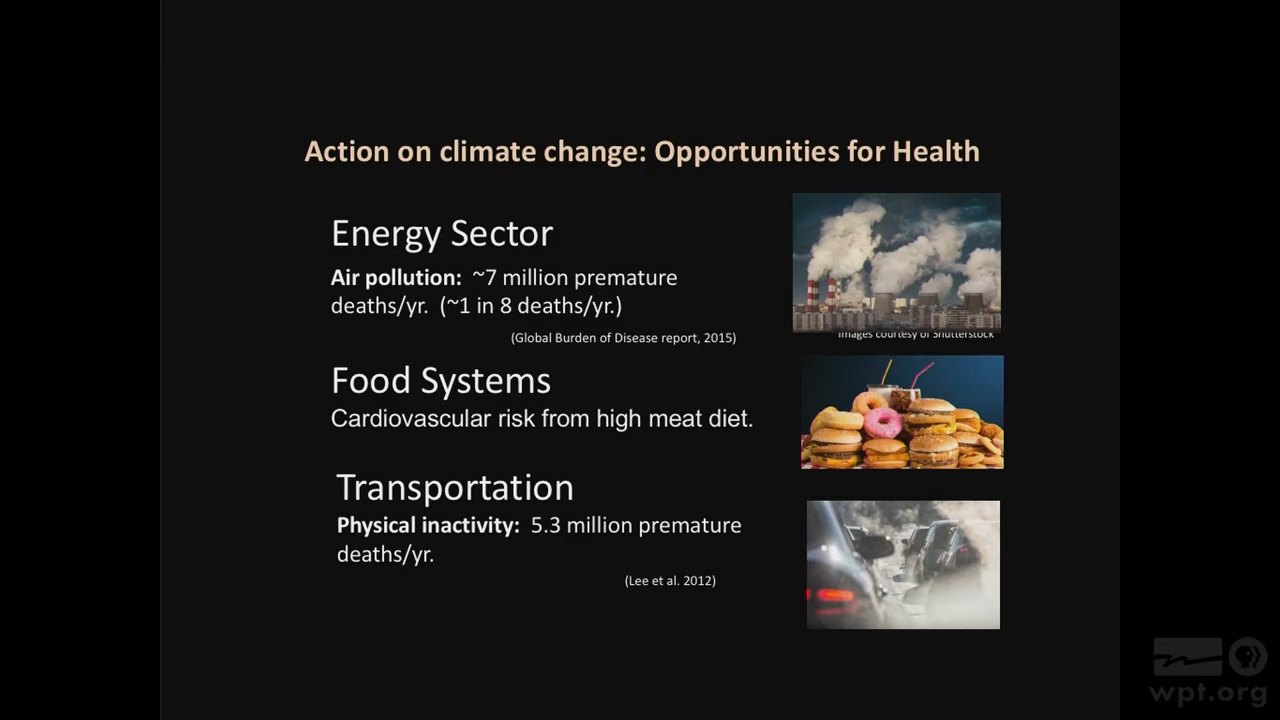 Action on climate change: Opportunities for Health
Energy Sector
Air pollution: ~7 million premature
deaths/yr. (~1 in 8 deaths/yr.)
(Global Burden of Disease report, 2015)
Images courtesy of Shutterstock
Food Systems
Cardiovascular risk from high meat diet.
Transportation
Physical inactivity: 5.3 million premature
deaths/yr.
(Lee et al. 2012)
wpt.org